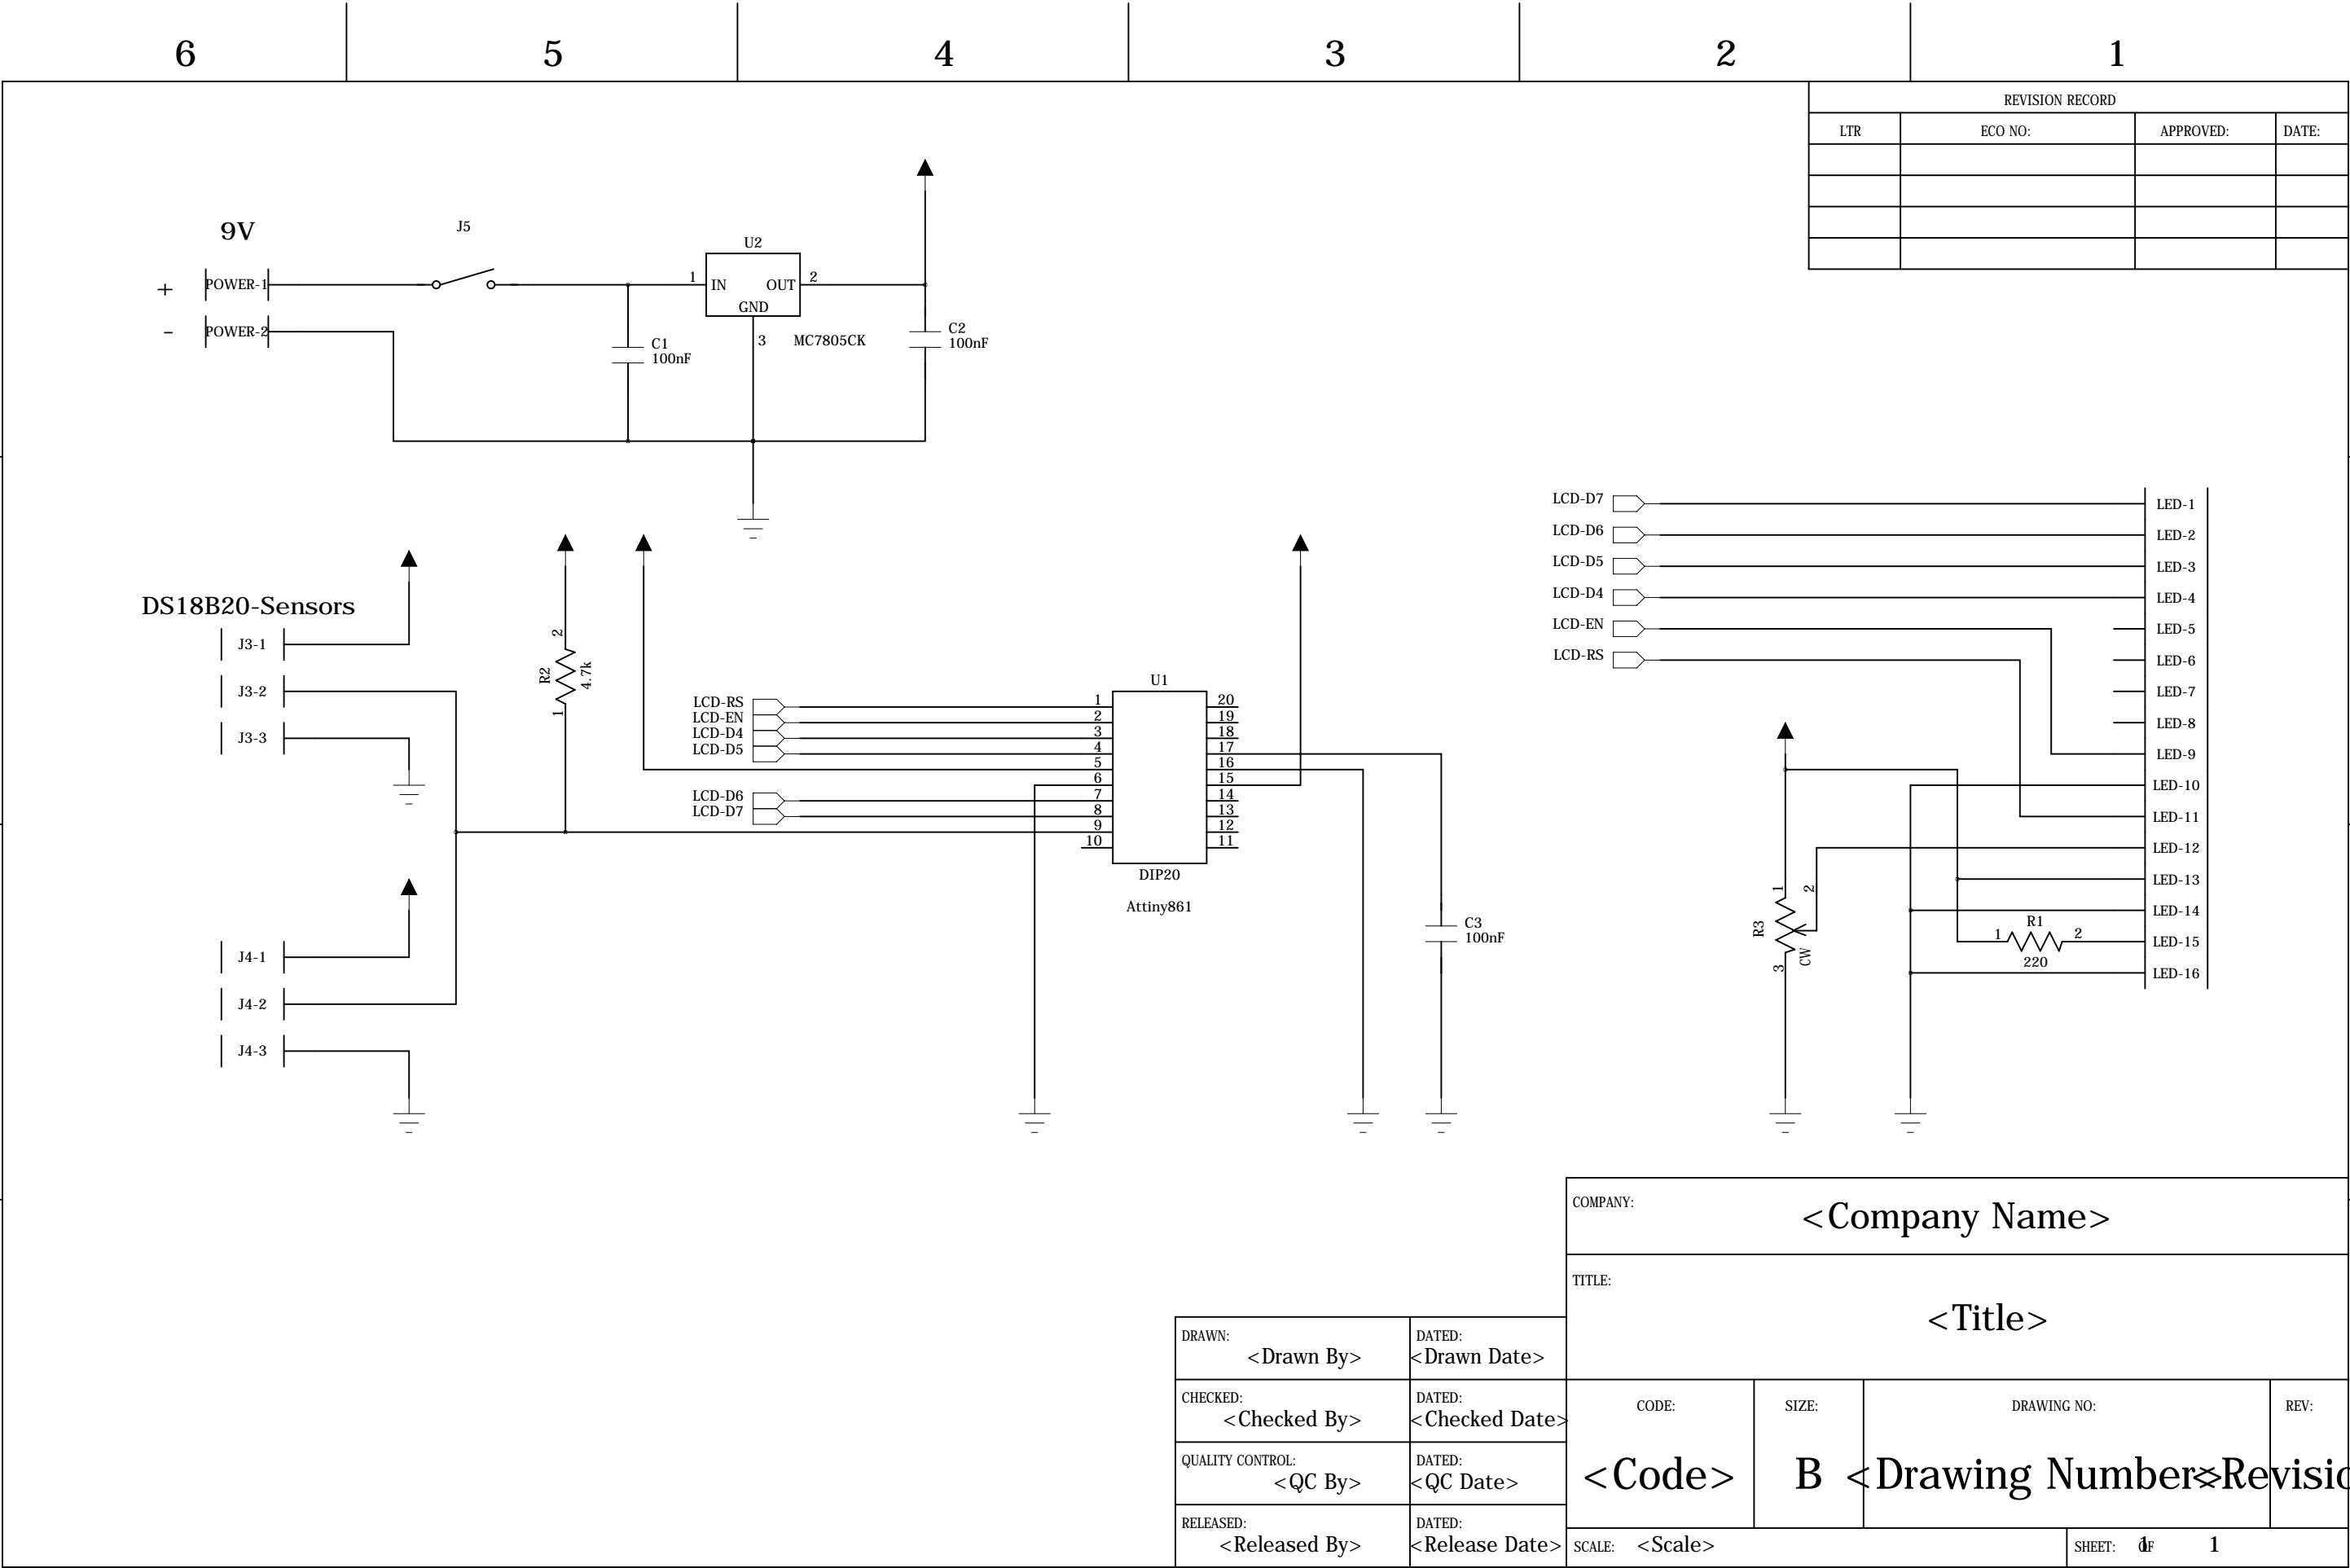 6 5 4 3 2 1
REVISION RECORD
LTR ECO NO: APPROVED: DATE:
9V
J5
U2
+ POWER-1
1 IN OUT 2
GND
- POWER-2
3 MC7805CK
C1
100nF
C2
100nF
DS18B20-Sensors
J3-1
J3-2
J3-3
J4-1
J4-2
J4-3
2
R2
4.7k
1
U1
LCD-RS 1 20
LCD-EN 2 19
LCD-D4 3 18
LCD-D5 4 17
5 16
6 15
LCD-D6 7 14
LCD-D7 8 13
9 12
10 11
DIP20
Attiny861
C3
100nF
LCD-D7
LCD-D6
LCD-D5
LCD-D4
LCD-EN
LCD-RS
LED-1
LED-2
LED-3
LED-4
LED-5
LED-6
LED-7
LED-8
LED-9
LED-10
LED-11
LED-12
LED-13
LED-14
LED-15
LED-16
1 2
R3
3 CW
R1
1 2
220
COMPANY:
<Company Name>
TITLE:
<Title>
DRAWN: DATED:
<Drawn By> <Drawn Date>
CHECKED: DATED:
<Checked By> <Checked Date>
QUALITY CONTROL: DATED:
<QC By> <QC Date>
RELEASED: DATED:
<Released By> <Release Date>
CODE: SIZE: DRAWING NO: REV:
<Code> B <Drawing Number> <Revisio
SCALE: <Scale>
SHEET: 1 OF 1